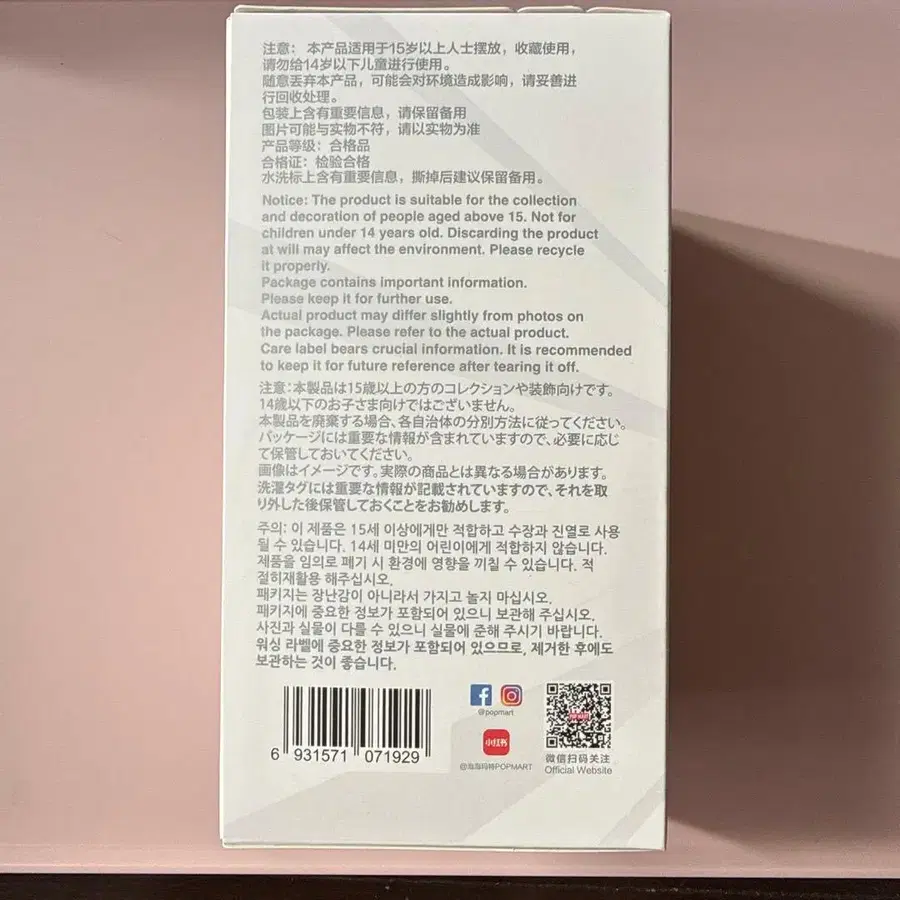 注意: 本产品适用于15岁以上人士摆放，收藏使用，
请勿给14岁以下儿童进行使用。
随意丢弃本产品，可能会对环境造成影响，请妥善进
行回收处理。
包装上含有重要信息，请保留备用
图片可能与实物不符，请以实物为准
产品等级：合格品
合格证：检验合格
水洗标上含有重要信息，撕掉后建议保留备用。
Notice: The product is suitable for the collection
and decoration of people aged above 15. Not for
children under 14 years old. Discarding the product
at will may affect the environment. Please recycle
it properly.
Package contains important information.
Please keep it for further use.
Actual product may differ slightly from photos on
the package. Please refer to the actual product.
Care label bears crucial information. It is recommended
to keep it for future reference after tearing it off.
注意:本製品は15歳以上の方のコレクションや装飾向けです。
14歳以下のお子さま向けではございません。
本製品を廃棄する場合、各自治体の分別方法に従ってください。
パッケージには重要な情報が含まれていますので、必要に応じ
て保管しておいてください。
画像はイメージです。実際の商品とは異なる場合があります。
洗濯タグには重要な情報が記載されていますので、それを取
り外した後保管しておくことをお勧めします。
주의: 이 제품은 15세 이상에게만 적합하고 수장과 진열로 사용
될 수 있습니다. 14세 미만의 어린이에게 적합하지 않습니다.
제품을 임의로 폐기 시 환경에 영향을 끼칠 수 있습니다. 적
절히재활용 해주십시오.
패키지는 장난감이 아니라서 가지고 놀지 마십시오.
패키지에 중요한 정보가 포함되어 있으니 보관해 주십시오.
사진과 실물이 다를 수 있으니 실물에 준해 주시기 바랍니다.
워싱 라벨에 중요한 정보가 포함되어 있으므로, 제거한 후에도
보관하는 것이 좋습니다.
6 931571 071929
@popmart
小红书
@泡泡玛特POPMART
POP MART
微信扫码关注
Official Website